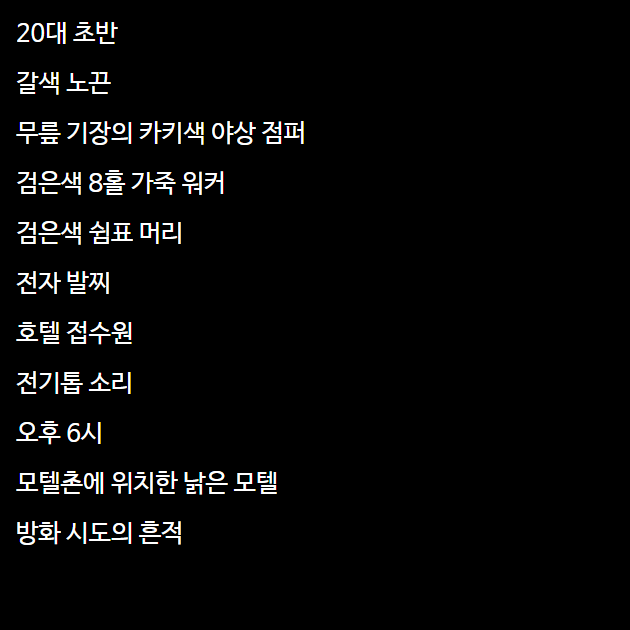 20대 초반
갈색 노끈
무릎 기장의 카키색 야상 점퍼
검은색 8홀 가죽 워커
검은색 쉼표 머리
전자 발찌
호텔 접수원
전기톱 소리
오후 6시
모텔촌에 위치한 낡은 모텔
방화 시도의 흔적